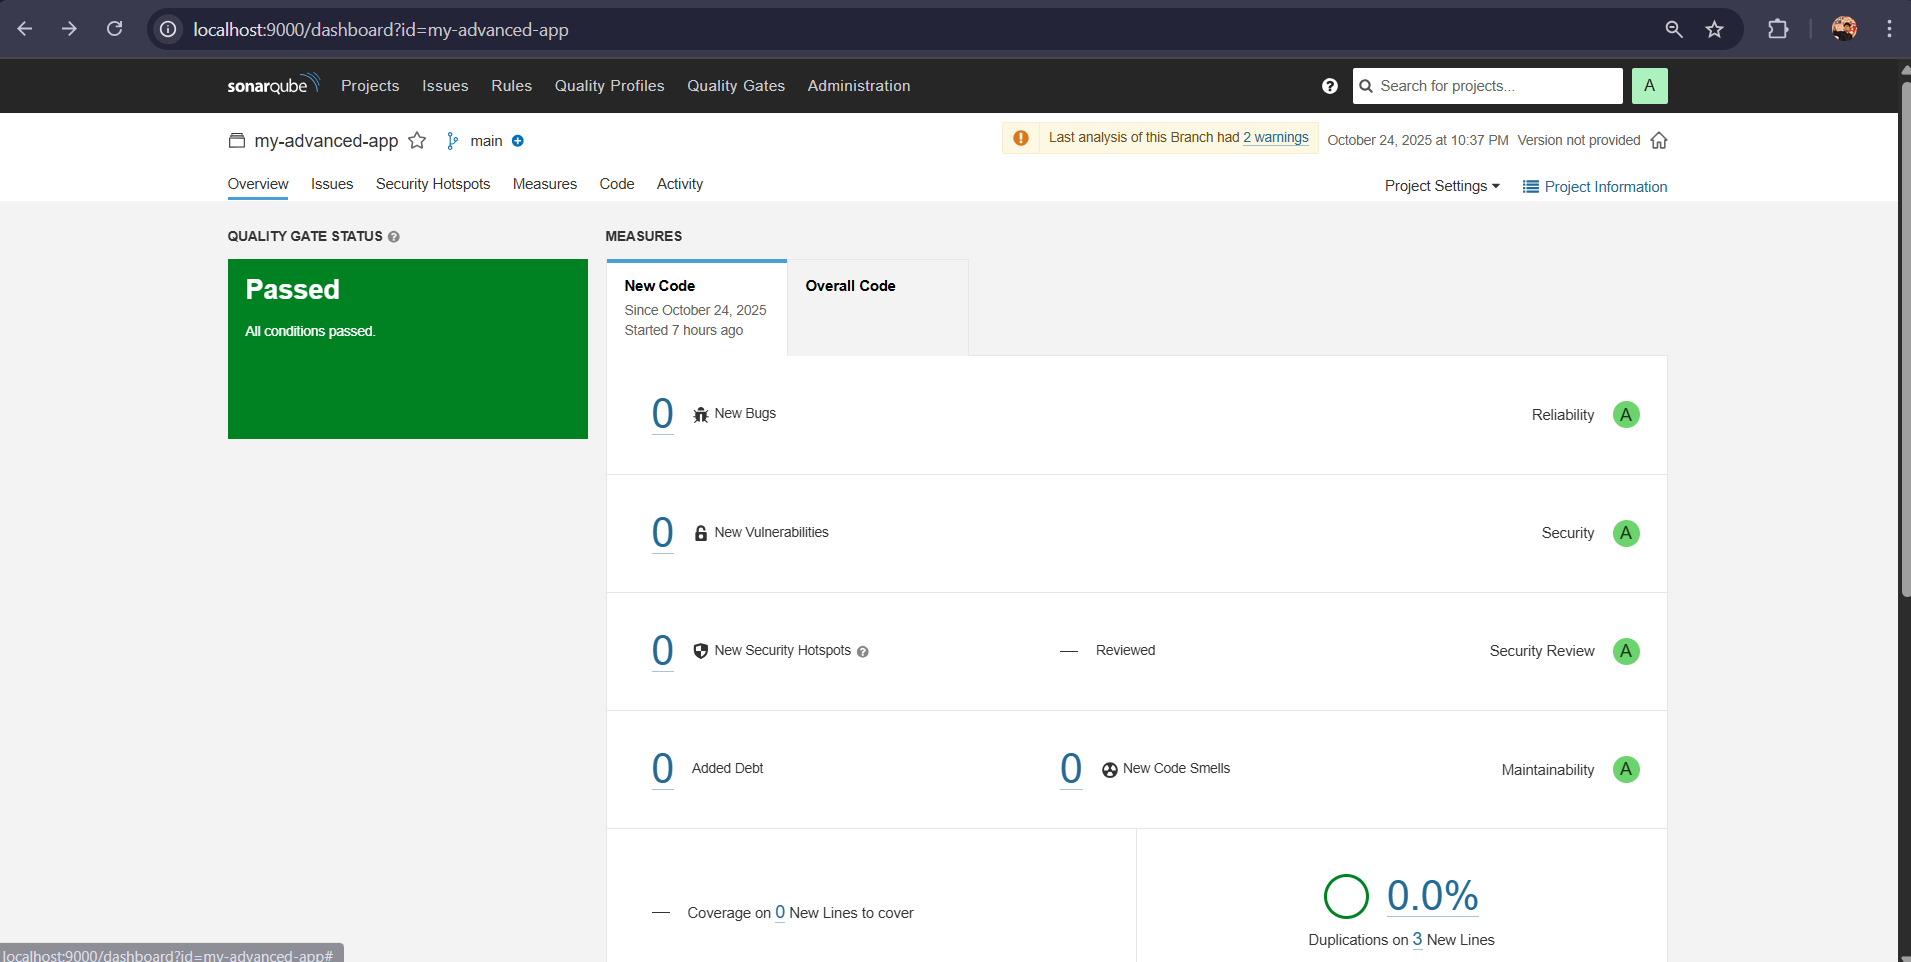 localhost:9000/dashboard?id=my-advanced-app
sonarqube Projects Issues Rules Quality Profiles Quality Gates Administration ? Search for projects... A
my-advanced-app main Last analysis of this Branch had 2 warnings October 24, 2025 at 10:37 PM Version not provided
Overview Issues Security Hotspots Measures Code Activity Project Settings Project Information
QUALITY GATE STATUS ? MEASURES
Passed
All conditions passed.
New Code Overall Code
Since October 24, 2025
Started 7 hours ago
0 New Bugs Reliability A
0 New Vulnerabilities Security A
0 New Security Hotspots ? — Reviewed Security Review A
0 Added Debt 0 New Code Smells Maintainability A
— Coverage on 0 New Lines to cover
0.0%
Duplications on 3 New Lines
localhost:9000/dashboard?id=my-advanced-app#